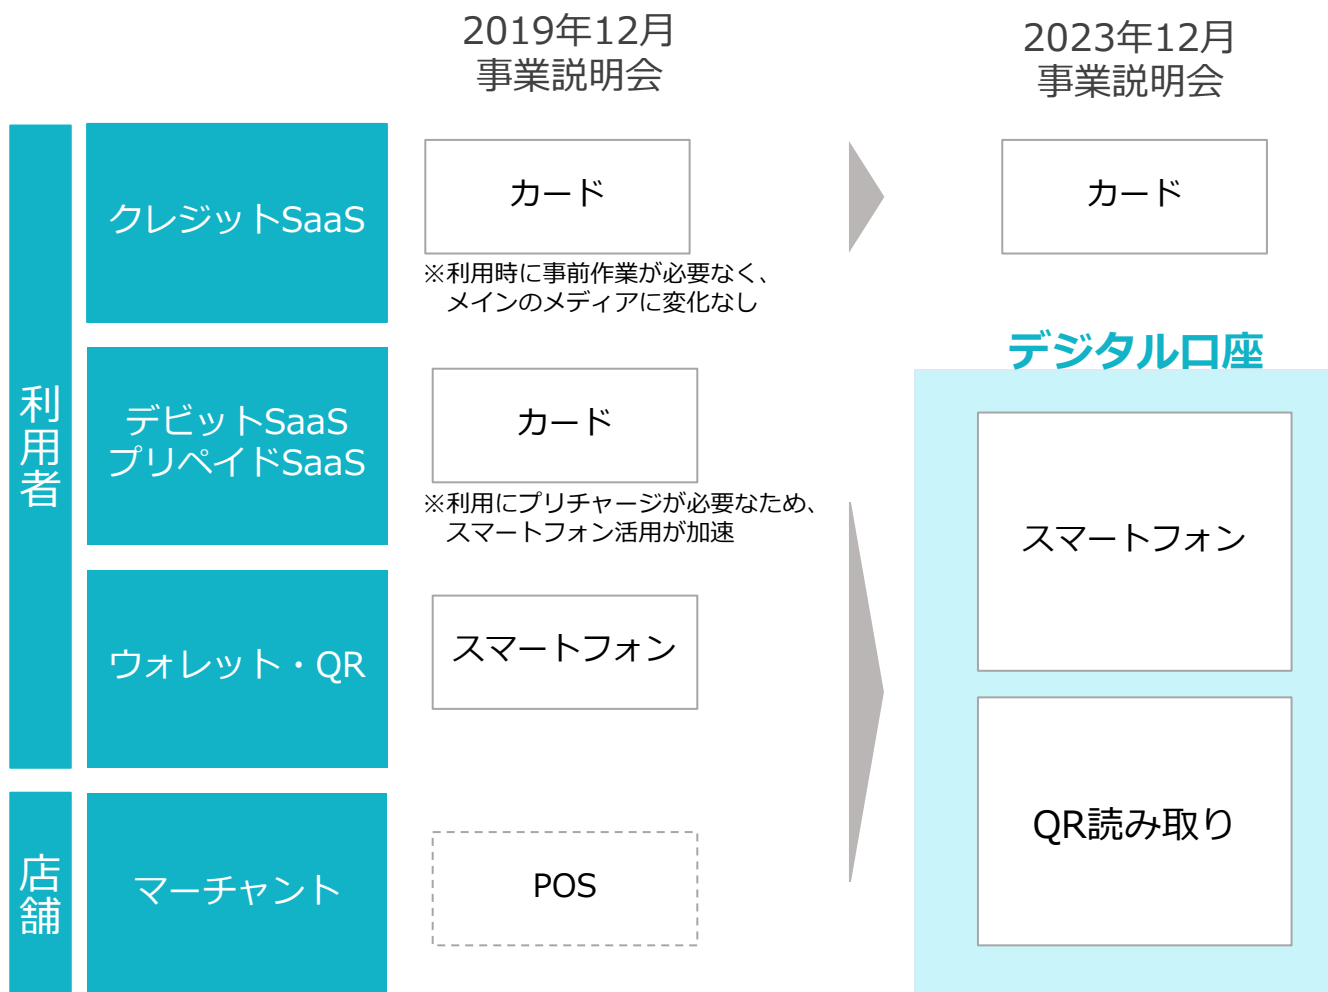 2019年12月
事業説明会
2023年12月
事業説明会
利用者
クレジットSaaS
カード
カード
※利用時に事前作業が必要なく、
メインのメディアに変化なし
デジタル口座
デビットSaaS
プリペイドSaaS
カード
※利用にプリチャージが必要なため、
スマートフォン活用が加速
スマートフォン
ウォレット・QR
スマートフォン
店舗
マーチャント
POS
QR読み取り